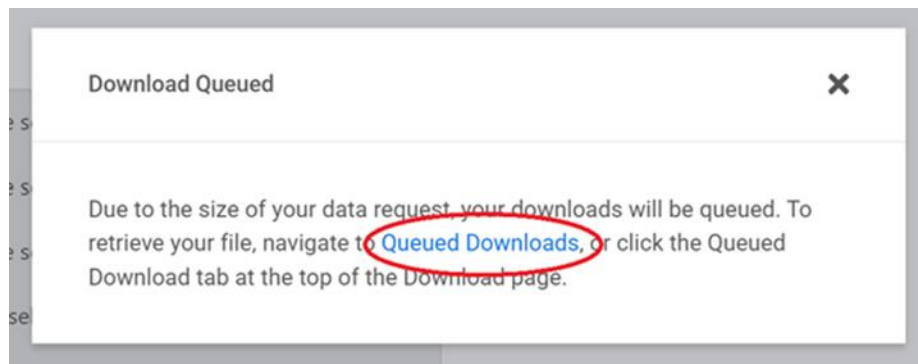 Download Queued
Due to the size of your data request, your downloads will be queued. To
retrieve your file, navigate to Queued Downloads, or click the Queued
Download tab at the top of the Download page.